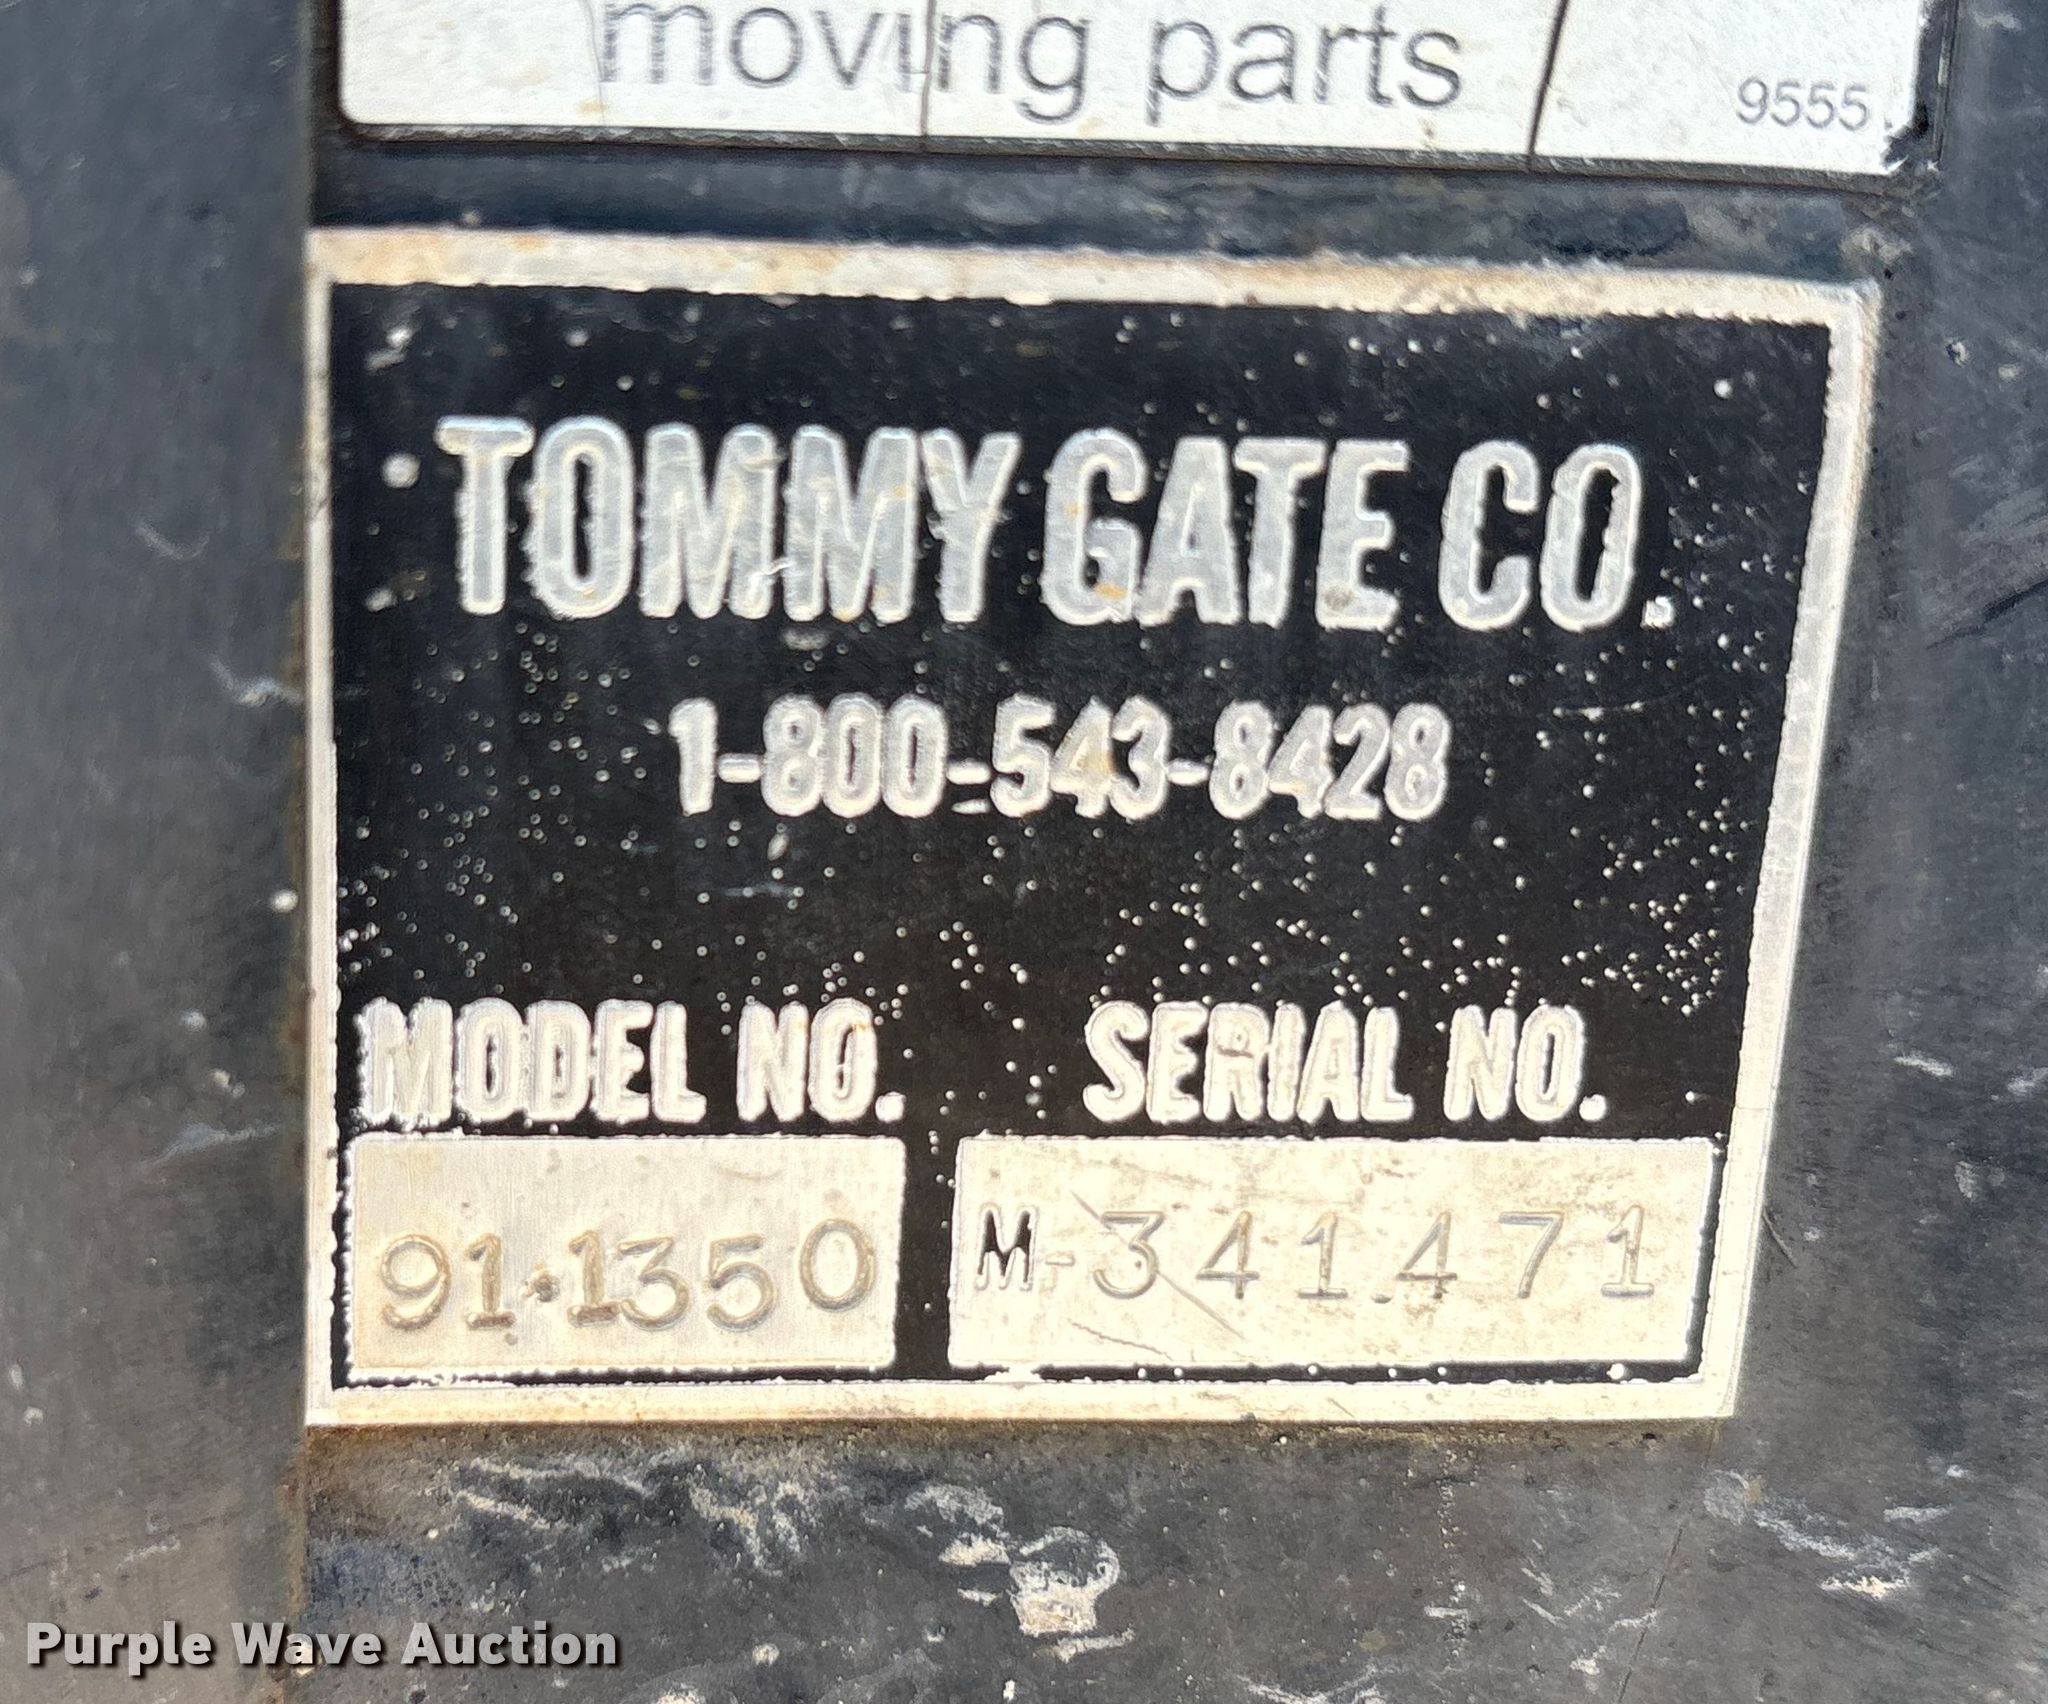 moving parts
9555
TOMMY GATE CO.
1-800-543-8428
MODEL NO. SERIAL NO.
91-1350 M-341471
Purple Wave Auction